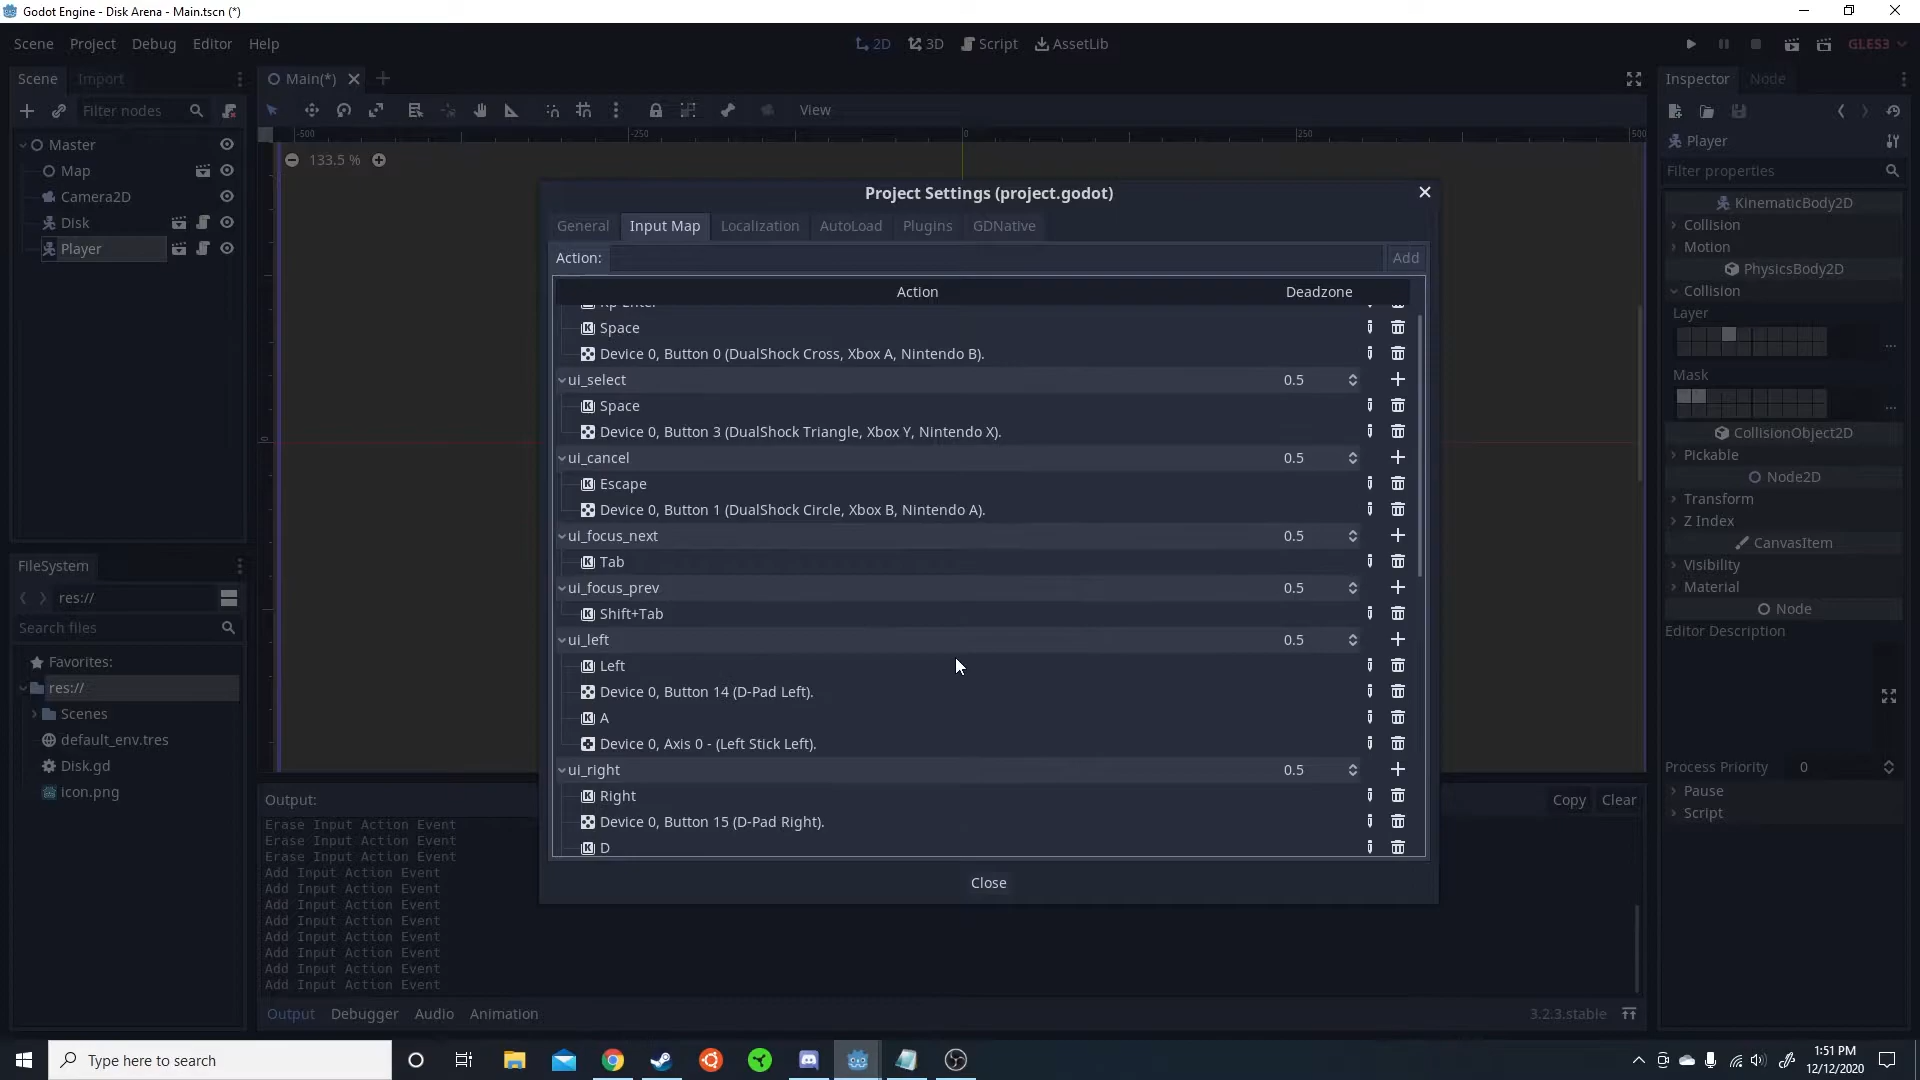 Godot Engine - Disk Arena - Main.tscn (*)
Scene Project Debug Editor Help
2D 3D Script AssetLib
GLES3
Scene Import
Main(*)
Inspector Node
Filter nodes
View
-500 -250 0 250 500
Master
Map
Camera2D
Disk
Player
133.5 %
0
Player
Filter properties
KinematicBody2D
Collision
Motion
PhysicsBody2D
Collision
Layer
...
Mask
...
CollisionObject2D
Pickable
Node2D
Transform
Z Index
CanvasItem
Visibility
Material
Node
Editor Description
Process Priority 0
Pause
Script
Project Settings (project.godot)
General Input Map Localization AutoLoad Plugins GDNative
Action: Add
Action Deadzone
Kp Enter
Space
Device 0, Button 0 (DualShock Cross, Xbox A, Nintendo B).
ui_select 0.5
Space
Device 0, Button 3 (DualShock Triangle, Xbox Y, Nintendo X).
ui_cancel 0.5
Escape
Device 0, Button 1 (DualShock Circle, Xbox B, Nintendo A).
ui_focus_next 0.5
Tab
ui_focus_prev 0.5
Shift+Tab
ui_left 0.5
Left
Device 0, Button 14 (D-Pad Left).
A
Device 0, Axis 0 - (Left Stick Left).
ui_right 0.5
Right
Device 0, Button 15 (D-Pad Right).
D
Close
FileSystem
res://
Search files
Favorites:
res://
Scenes
default_env.tres
Disk.gd
icon.png
Output: Copy Clear
Erase Input Action Event
Erase Input Action Event
Erase Input Action Event
Add Input Action Event
Add Input Action Event
Add Input Action Event
Add Input Action Event
Add Input Action Event
Add Input Action Event
Add Input Action Event
Add Input Action Event
Output Debugger Audio Animation
3.2.3.stable
Type here to search
1:51 PM
12/12/2020